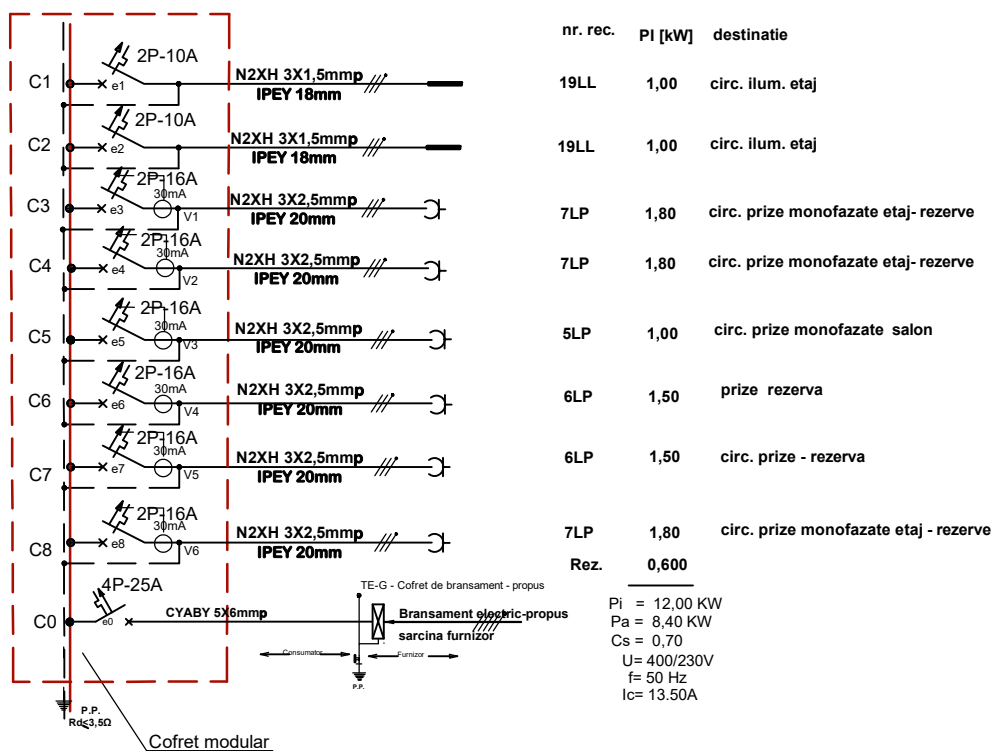 nr. rec. PI [kW] destinatie
C1 2P-10A e1 N2XH 3X1,5mmp IPEY 18mm 19LL 1,00 circ. ilum. etaj
C2 2P-10A e2 N2XH 3X1,5mmp IPEY 18mm 19LL 1,00 circ. ilum. etaj
C3 2P-16A 30mA e3 V1 N2XH 3X2,5mmp IPEY 20mm 7LP 1,80 circ. prize monofazate etaj- rezerve
C4 2P-16A 30mA e4 V2 N2XH 3X2,5mmp IPEY 20mm 7LP 1,80 circ. prize monofazate etaj- rezerve
C5 2P-16A 30mA e5 V3 N2XH 3X2,5mmp IPEY 20mm 5LP 1,00 circ. prize monofazate salon
C6 2P-16A 30mA e6 V4 N2XH 3X2,5mmp IPEY 20mm 6LP 1,50 prize rezerva
C7 2P-16A 30mA e7 V5 N2XH 3X2,5mmp IPEY 20mm 6LP 1,50 circ. prize - rezerva
C8 2P-16A 30mA e8 V6 N2XH 3X2,5mmp IPEY 20mm 7LP 1,80 circ. prize monofazate etaj - rezerve
Rez. 0,600
C0 4P-25A e0 CYABY 5X6mmp
TE-G - Cofret de bransament - propus
Bransament electric-propus
sarcina furnizor
Consumator Furnizor
P.P.
Pi = 12,00 KW
Pa = 8,40 KW
Cs = 0,70
U= 400/230V
f= 50 Hz
Ic= 13.50A
P.P.
Rd≤3,5Ω
Cofret modular